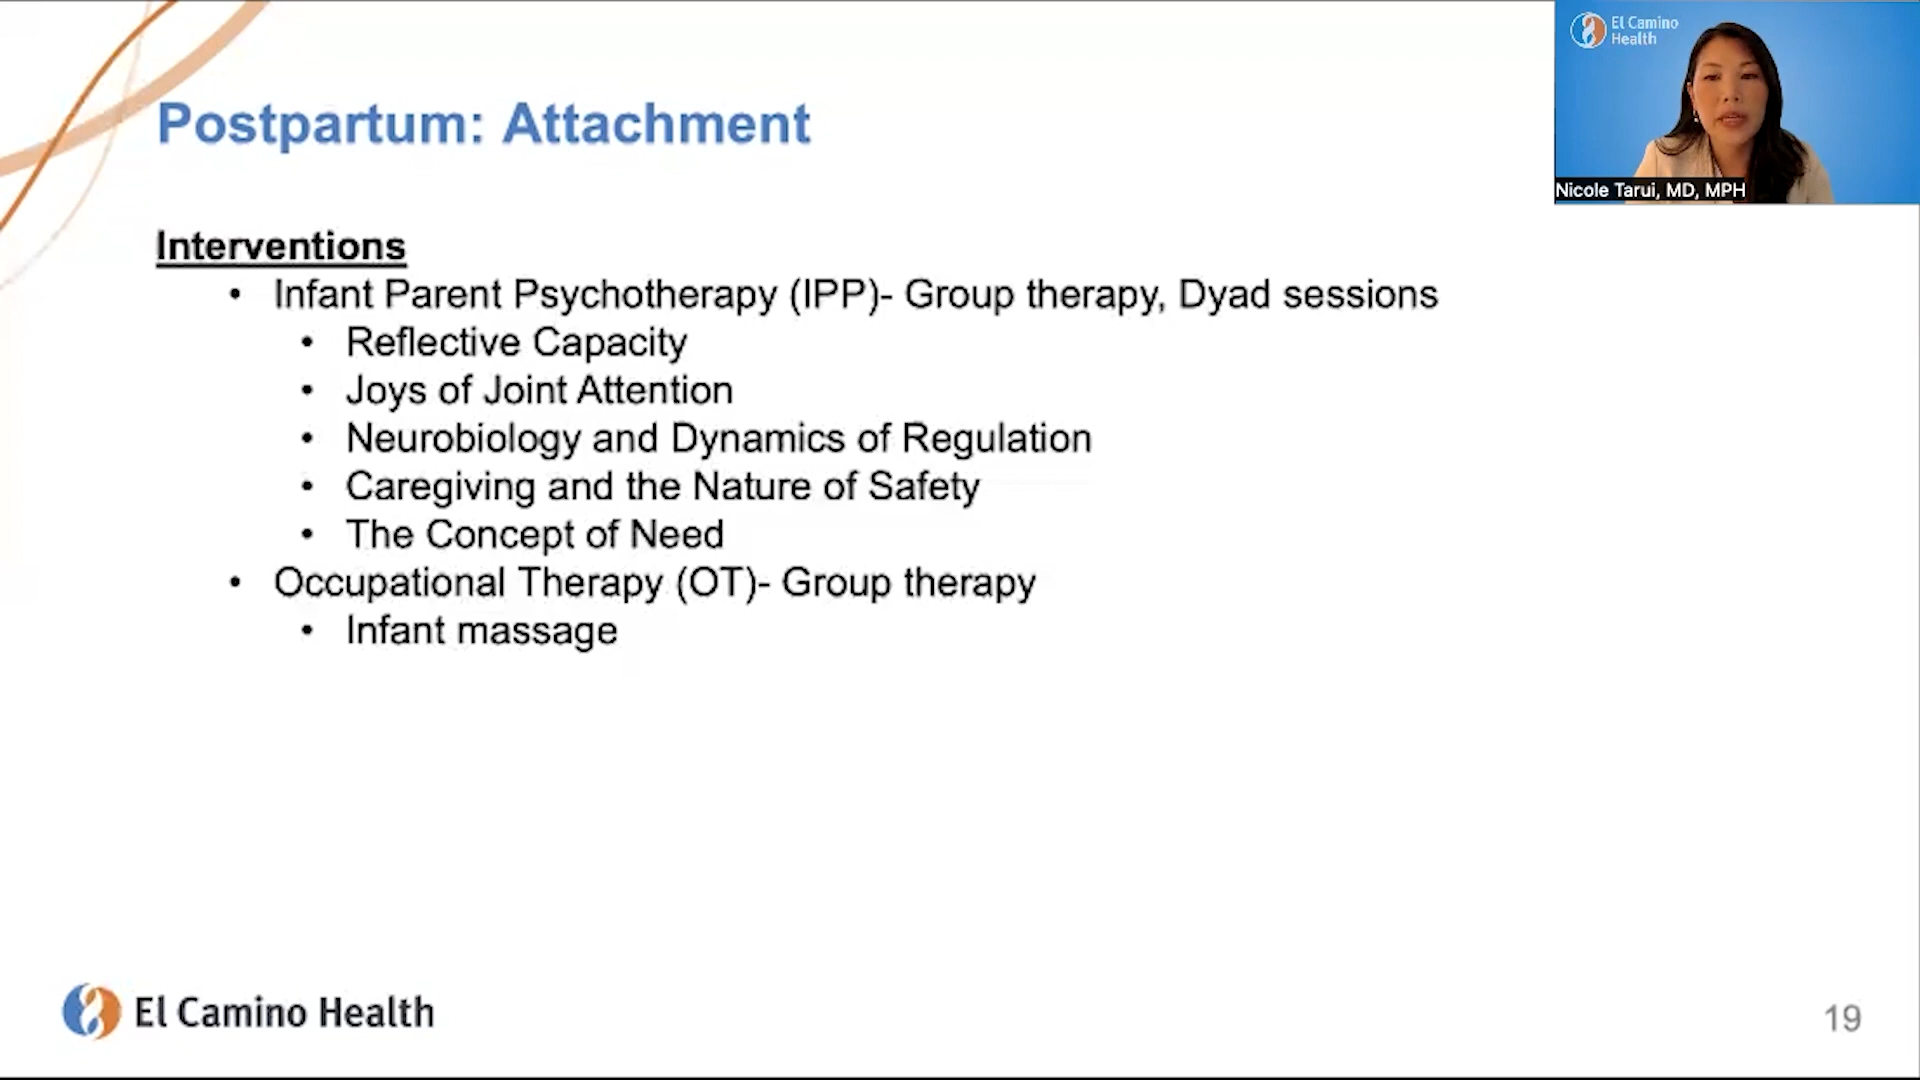 El Camino
Health
Nicole Tarui, MD, MPH
Postpartum: Attachment
Interventions
• Infant Parent Psychotherapy (IPP)- Group therapy, Dyad sessions
• Reflective Capacity
• Joys of Joint Attention
• Neurobiology and Dynamics of Regulation
• Caregiving and the Nature of Safety
• The Concept of Need
• Occupational Therapy (OT)- Group therapy
• Infant massage
El Camino Health
19